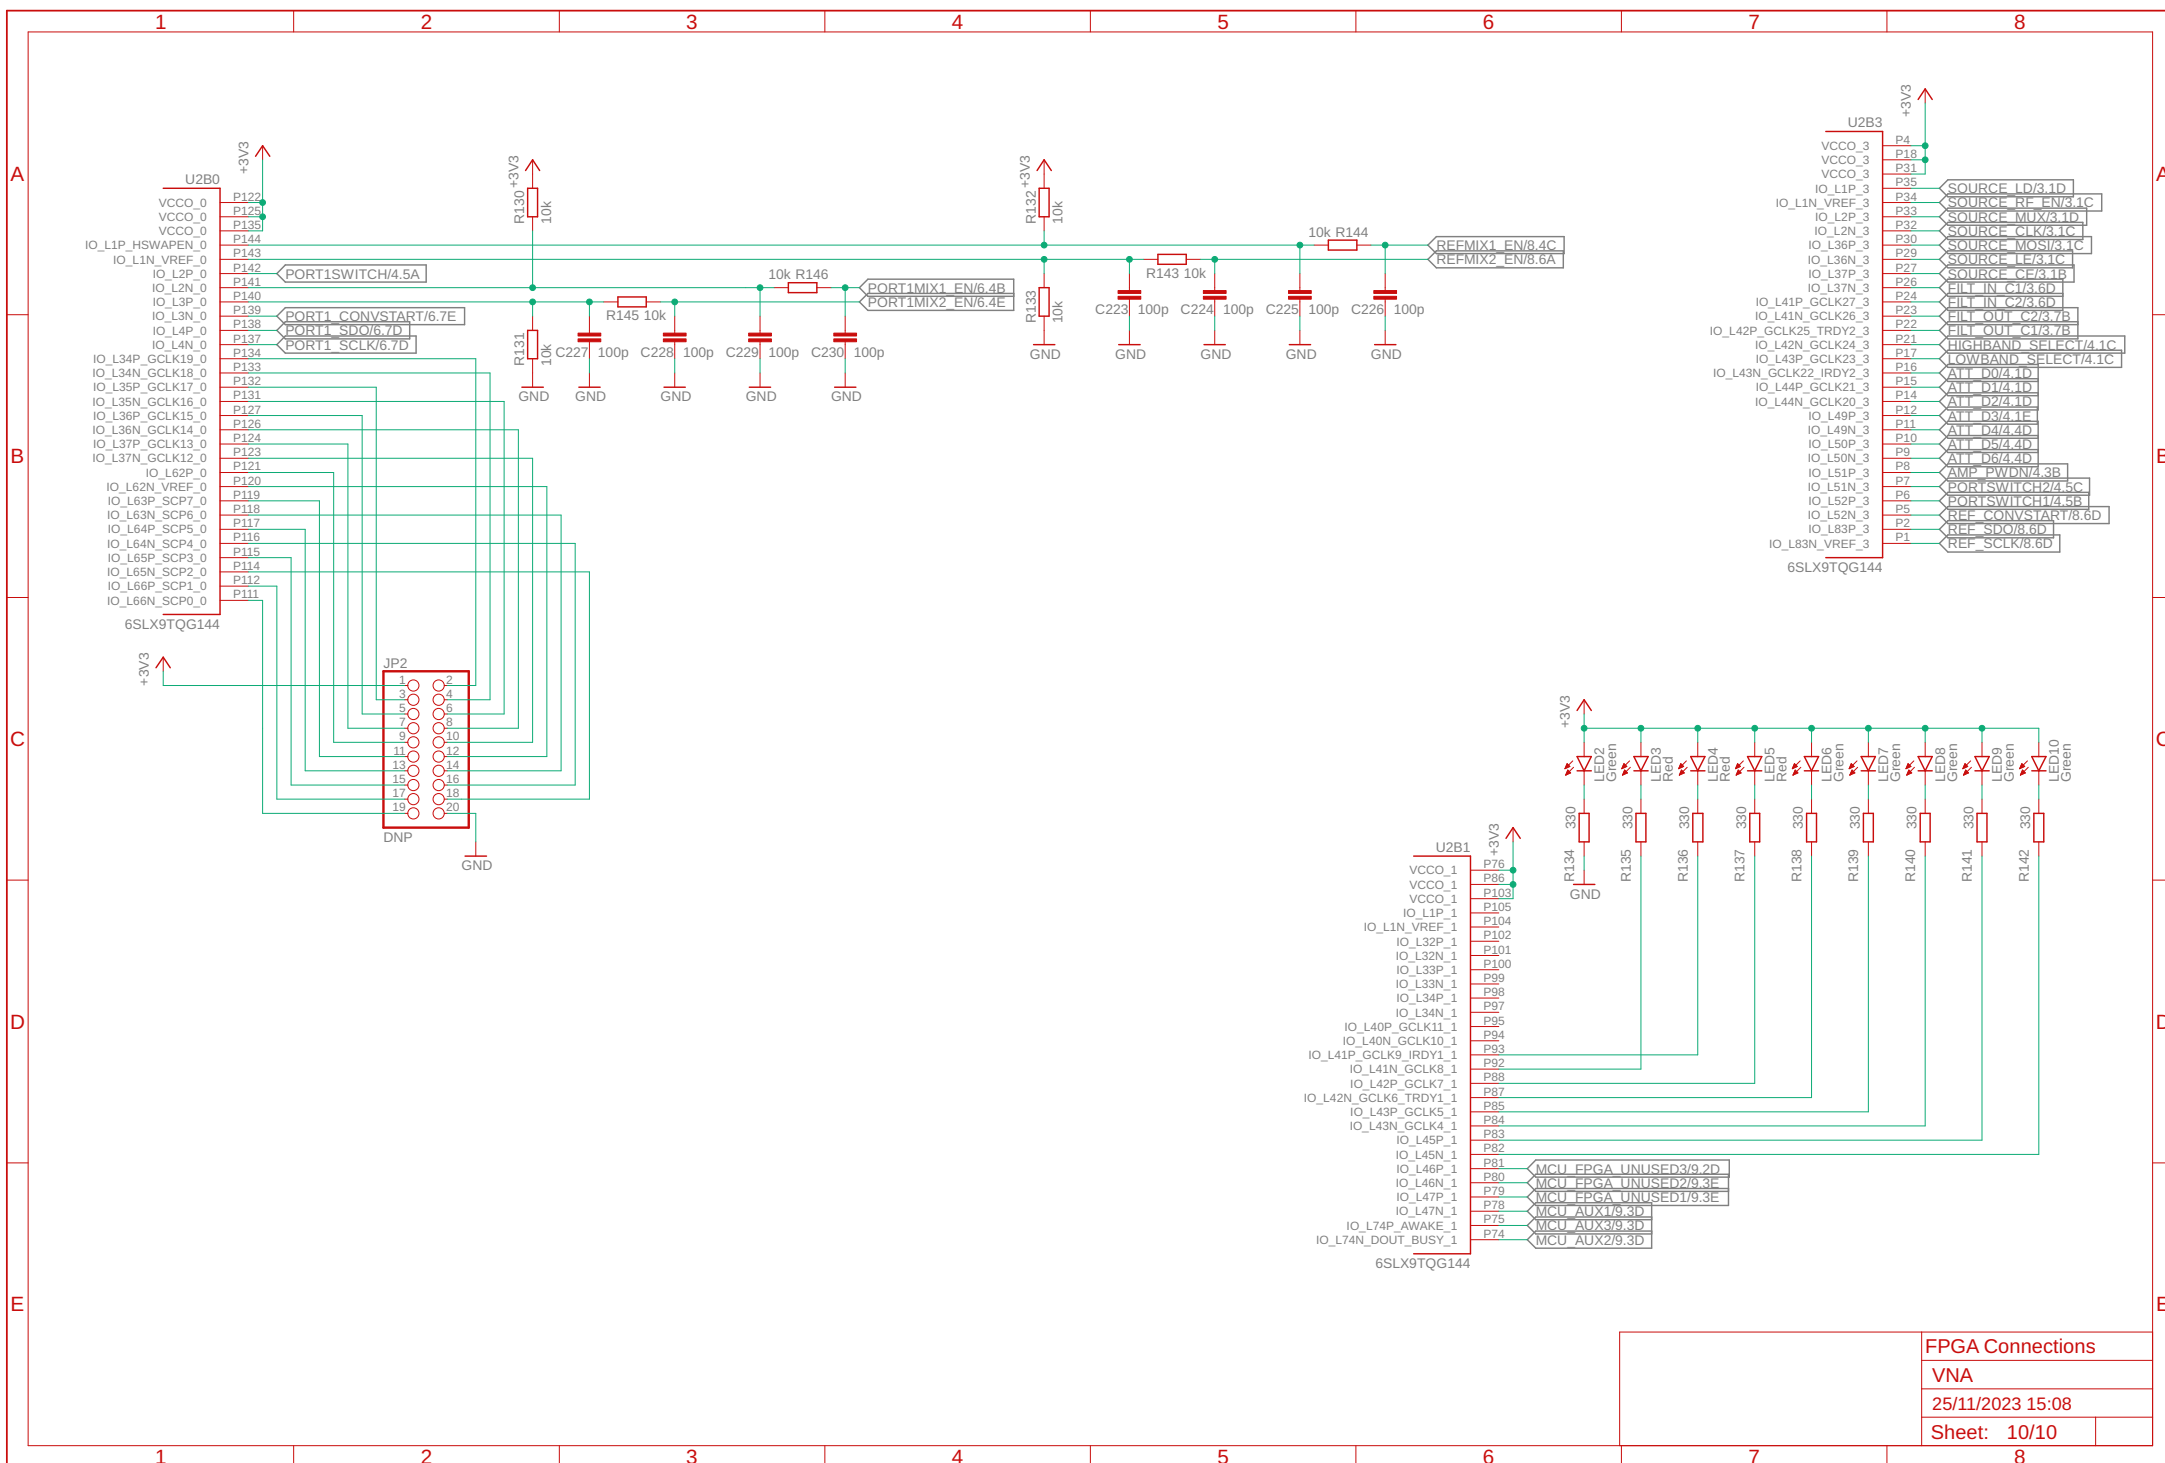 1 2 3 4 5 6 7 8
A
B
C
D
E
A
B
C
D
E
1 2 3 4 5 6 7 8
+3V3
U2B0
VCCO_0 P122
VCCO_0 P125
VCCO_0 P135
IO_L1P_HSWAPEN_0 P144
IO_L1N_VREF_0 P143
IO_L2P_0 P142 PORT1SWITCH/4.5A
IO_L2N_0 P141
IO_L3P_0 P140
IO_L3N_0 P139 PORT1_CONVSTART/6.7E
IO_L4P_0 P138 PORT1_SDO/6.7D
IO_L4N_0 P137 PORT1_SCLK/6.7D
IO_L34P_GCLK19_0 P134
IO_L34N_GCLK18_0 P133
IO_L35P_GCLK17_0 P132
IO_L35N_GCLK16_0 P131
IO_L36P_GCLK15_0 P127
IO_L36N_GCLK14_0 P126
IO_L37P_GCLK13_0 P124
IO_L37N_GCLK12_0 P123
IO_L62P_0 P121
IO_L62N_VREF_0 P120
IO_L63P_SCP7_0 P119
IO_L63N_SCP6_0 P118
IO_L64P_SCP5_0 P117
IO_L64N_SCP4_0 P116
IO_L65P_SCP3_0 P115
IO_L65N_SCP2_0 P114
IO_L66P_SCP1_0 P112
IO_L66N_SCP0_0 P111
6SLX9TQG144
+3V3
R130
10k
R131
10k
GND
C227 100p
GND
R145 10k
C228 100p
GND
10k R146
C229 100p
GND
C230 100p
GND
PORT1MIX1_EN/6.4B
PORT1MIX2_EN/6.4E
+3V3
R132
10k
R133
10k
GND
C223 100p
GND
R143 10k
C224 100p
GND
10k R144
C225 100p
GND
C226 100p
GND
REFMIX1_EN/8.4C
REFMIX2_EN/8.6A
+3V3
JP2
1 2
3 4
5 6
7 8
9 10
11 12
13 14
15 16
17 18
19 20
DNP
GND
+3V3
U2B3
VCCO_3 P4
VCCO_3 P18
VCCO_3 P31
IO_L1P_3 P35 SOURCE_LD/3.1D
IO_L1N_VREF_3 P34 SOURCE_RF_EN/3.1C
IO_L2P_3 P33 SOURCE_MUX/3.1D
IO_L2N_3 P32 SOURCE_CLK/3.1C
IO_L36P_3 P30 SOURCE_MOSI/3.1C
IO_L36N_3 P29 SOURCE_LE/3.1C
IO_L37P_3 P27 SOURCE_CE/3.1B
IO_L37N_3 P26 FILT_IN_C1/3.6D
IO_L41P_GCLK27_3 P24 FILT_IN_C2/3.6D
IO_L41N_GCLK26_3 P23 FILT_OUT_C2/3.7B
IO_L42P_GCLK25_TRDY2_3 P22 FILT_OUT_C1/3.7B
IO_L42N_GCLK24_3 P21 HIGHBAND_SELECT/4.1C
IO_L43P_GCLK23_3 P17 LOWBAND_SELECT/4.1C
IO_L43N_GCLK22_IRDY2_3 P16 ATT_D0/4.1D
IO_L44P_GCLK21_3 P15 ATT_D1/4.1D
IO_L44N_GCLK20_3 P14 ATT_D2/4.1D
IO_L49P_3 P12 ATT_D3/4.1E
IO_L49N_3 P11 ATT_D4/4.4D
IO_L50P_3 P10 ATT_D5/4.4D
IO_L50N_3 P9 ATT_D6/4.4D
IO_L51P_3 P8 AMP_PWDN/4.3B
IO_L51N_3 P7 PORTSWITCH2/4.5C
IO_L52P_3 P6 PORTSWITCH1/4.5B
IO_L52N_3 P5 REF_CONVSTART/8.6D
IO_L83P_3 P2 REF_SDO/8.6D
IO_L83N_VREF_3 P1 REF_SCLK/8.6D
6SLX9TQG144
+3V3
LED2 Green
LED3 Red
LED4 Red
LED5 Red
LED6 Green
LED7 Green
LED8 Green
LED9 Green
LED10 Green
330 330 330 330 330 330 330 330 330
R134 R135 R136 R137 R138 R139 R140 R141 R142
GND
+3V3
U2B1
VCCO_1 P76
VCCO_1 P86
VCCO_1 P103
IO_L1P_1 P105
IO_L1N_VREF_1 P104
IO_L32P_1 P102
IO_L32N_1 P101
IO_L33P_1 P100
IO_L33N_1 P99
IO_L34P_1 P98
IO_L34N_1 P97
IO_L40P_GCLK11_1 P95
IO_L40N_GCLK10_1 P94
IO_L41P_GCLK9_IRDY1_1 P93
IO_L41N_GCLK8_1 P92
IO_L42P_GCLK7_1 P88
IO_L42N_GCLK6_TRDY1_1 P87
IO_L43P_GCLK5_1 P85
IO_L43N_GCLK4_1 P84
IO_L45P_1 P83
IO_L45N_1 P82
IO_L46P_1 P81 MCU_FPGA_UNUSED3/9.2D
IO_L46N_1 P80 MCU_FPGA_UNUSED2/9.3E
IO_L47P_1 P79 MCU_FPGA_UNUSED1/9.3E
IO_L47N_1 P78 MCU_AUX1/9.3D
IO_L74P_AWAKE_1 P75 MCU_AUX3/9.3D
IO_L74N_DOUT_BUSY_1 P74 MCU_AUX2/9.3D
6SLX9TQG144
FPGA Connections
VNA
25/11/2023 15:08
Sheet: 10/10